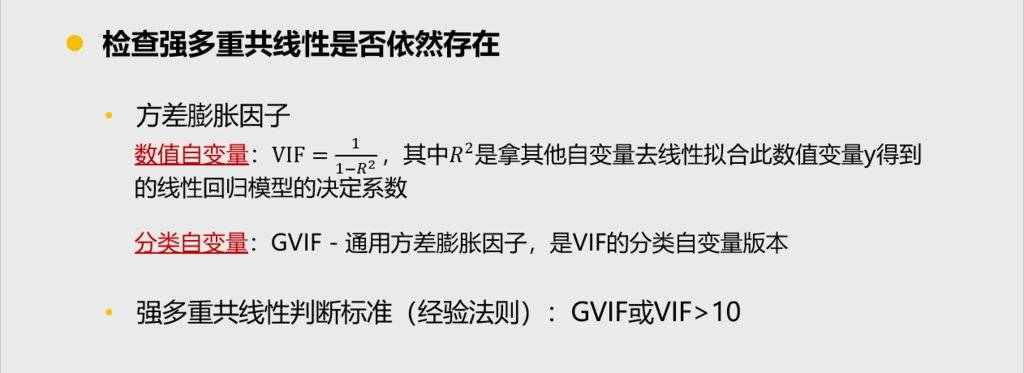 检查强多重共线性是否依然存在
方差膨胀因子
数值自变量：VIF = 1/(1−R²)，其中R²是拿其他自变量去线性拟合此数值变量y得到
的线性回归模型的决定系数
分类自变量：GVIF - 通用方差膨胀因子，是VIF的分类自变量版本
强多重共线性判断标准（经验法则）：GVIF或VIF>10